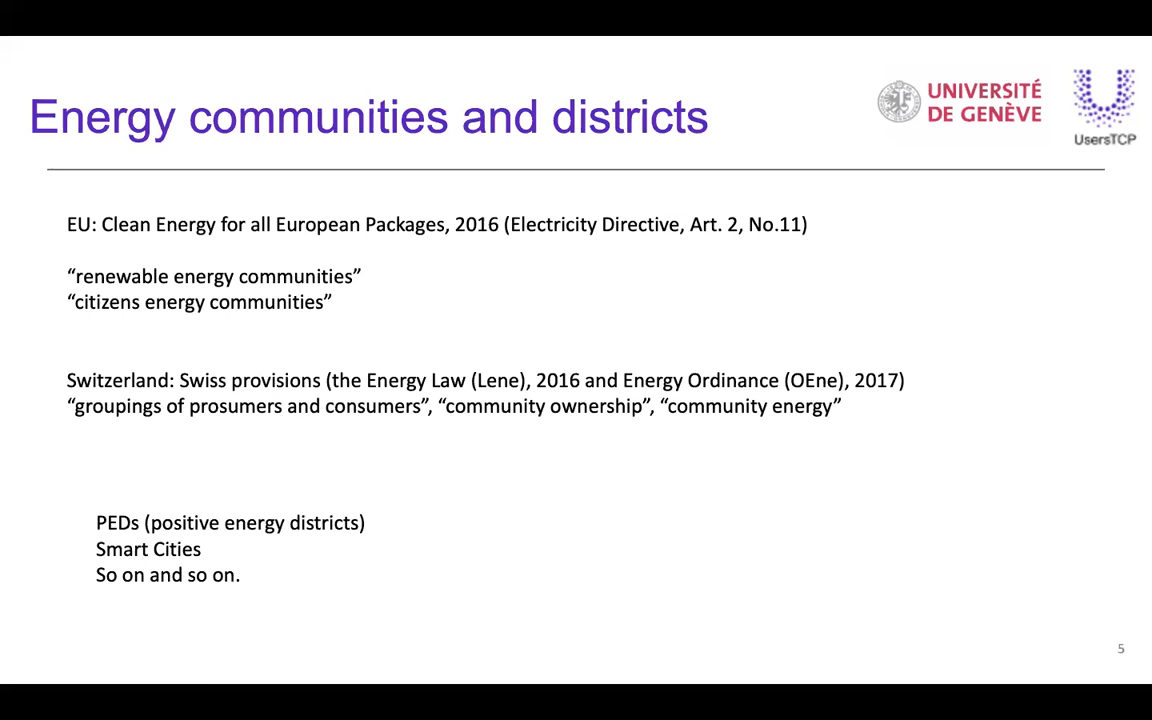 Energy communities and districts
UNIVERSITÉ
DE GENÈVE
UsersTCP
EU: Clean Energy for all European Packages, 2016 (Electricity Directive, Art. 2, No.11)
“renewable energy communities”
“citizens energy communities”
Switzerland: Swiss provisions (the Energy Law (Lene), 2016 and Energy Ordinance (OEne), 2017)
“groupings of prosumers and consumers”, “community ownership”, “community energy”
PEDs (positive energy districts)
Smart Cities
So on and so on.
5